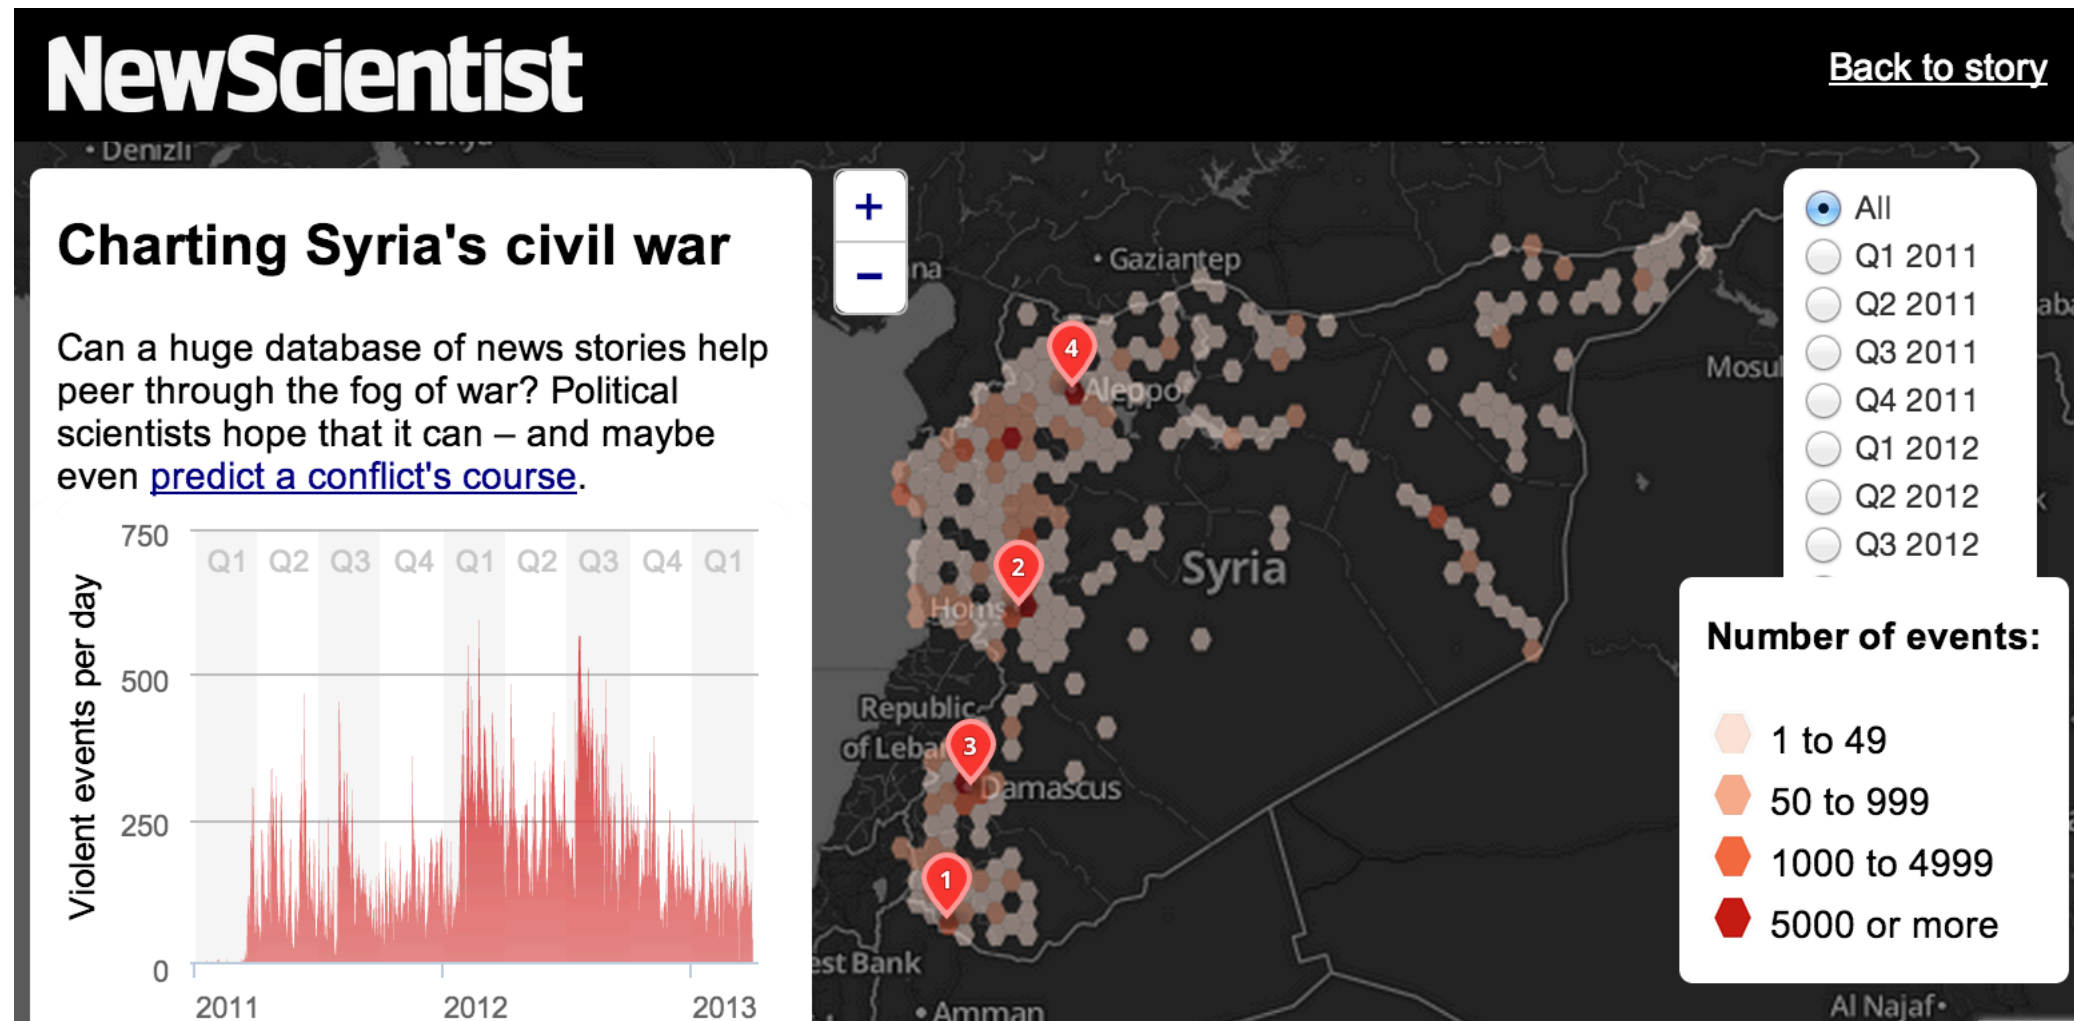 NewScientist
Back to story
Denizli
Charting Syria's civil war
Can a huge database of news stories help
peer through the fog of war? Political
scientists hope that it can – and maybe
even predict a conflict's course.
Violent events per day
750
500
250
0
Q1 Q2 Q3 Q4 Q1 Q2 Q3 Q4 Q1
2011 2012 2013
+
−
Gaziantep
4
Aleppo
Mosul
2
Syria
Homs
Republic
of Leba
3
Damascus
1
est Bank
Amman
Al Najaf
All
Q1 2011
Q2 2011
Q3 2011
Q4 2011
Q1 2012
Q2 2012
Q3 2012
Number of events:
1 to 49
50 to 999
1000 to 4999
5000 or more